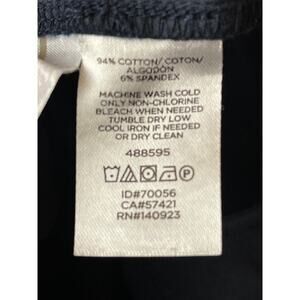 94% COTTON/ COTON/
ALGODÓN
6% SPANDEX
MACHINE WASH COLD
ONLY NON-CHLORINE
BLEACH WHEN NEEDED
TUMBLE DRY LOW
COOL IRON IF NEEDED
OR DRY CLEAN
488595
P
ID#70056
CA#57421
RN#140923